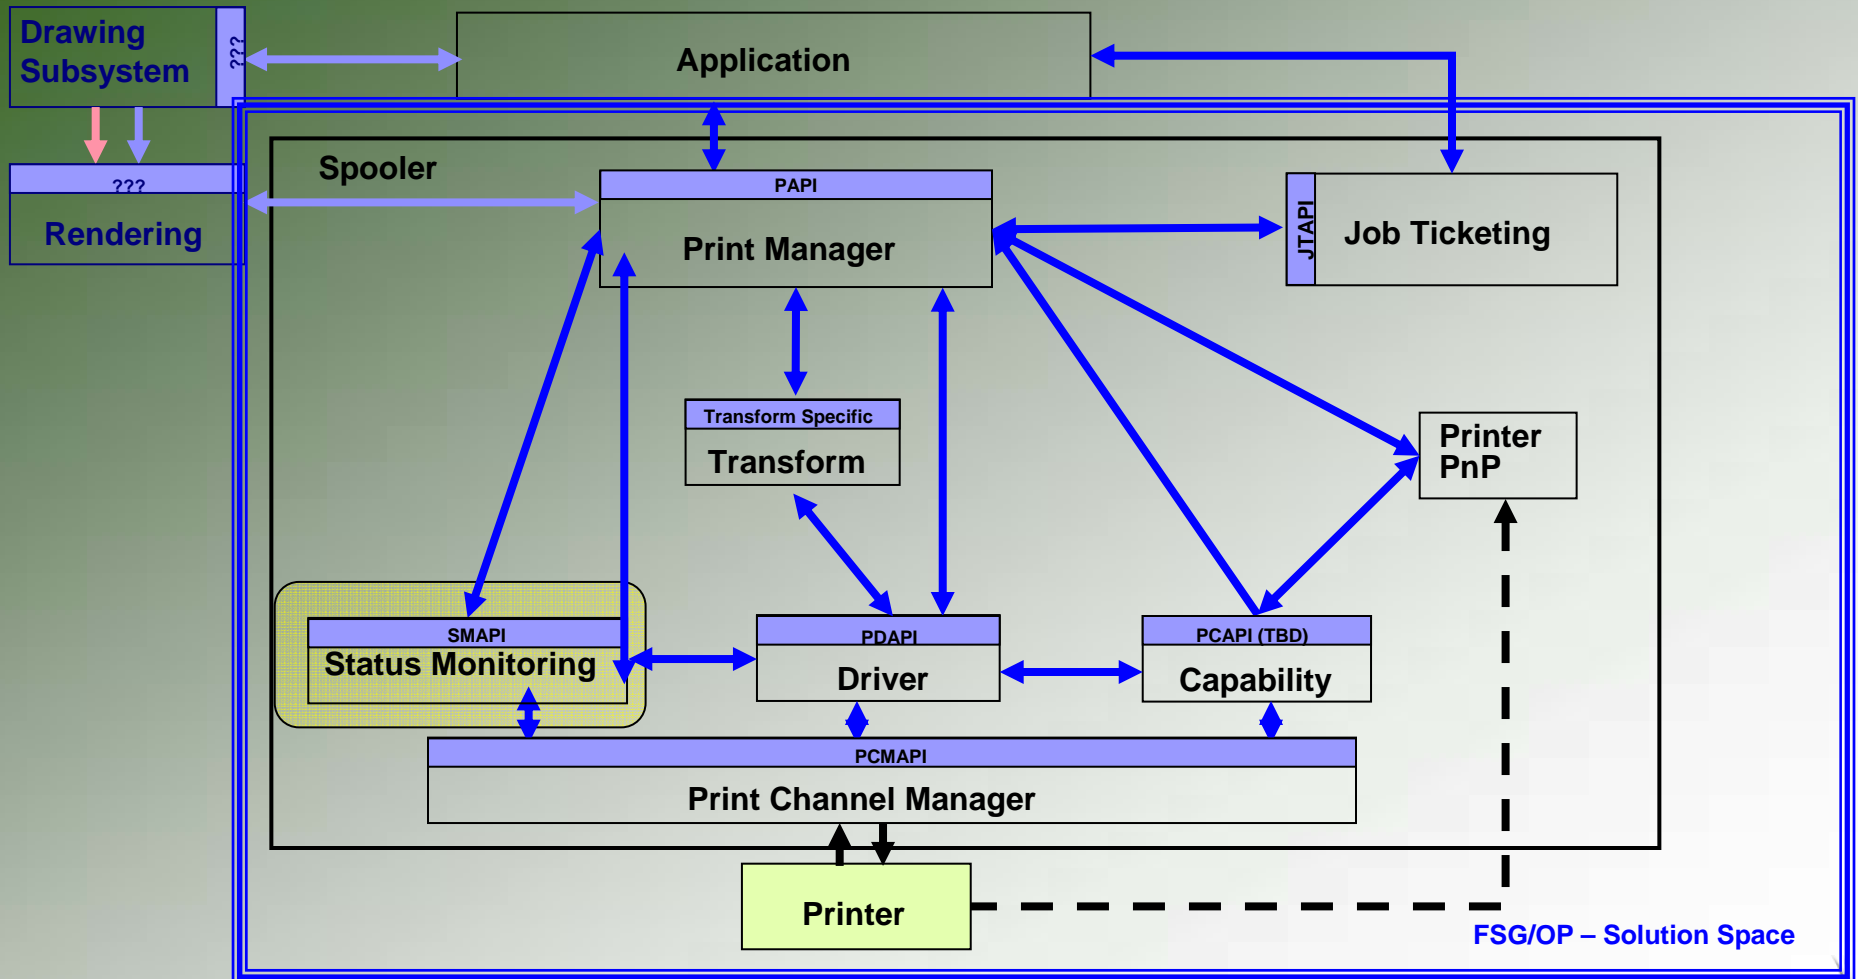 Drawing
Subsystem
???
Application
???
Rendering
Spooler
PAPI
Print Manager
JTAPI
Job Ticketing
Transform Specific
Transform
Printer
PnP
SMAPI
Status Monitoring
PDAPI
Driver
PCAPI (TBD)
Capability
PCMAPI
Print Channel Manager
Printer
FSG/OP – Solution Space